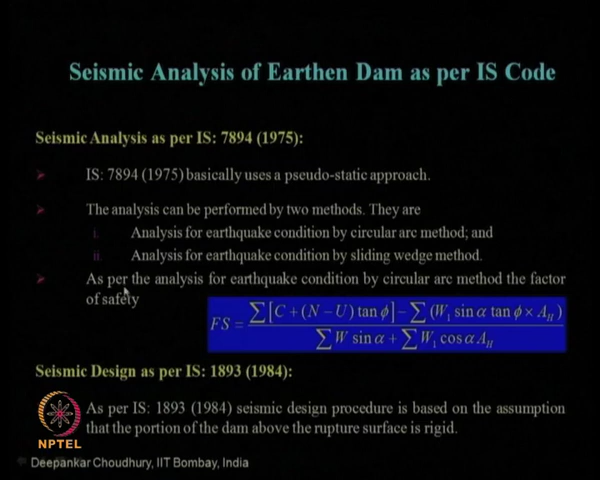 Seismic Analysis of Earthen Dam as per IS Code
Seismic Analysis as per IS: 7894 (1975):
IS: 7894 (1975) basically uses a pseudo-static approach.
The analysis can be performed by two methods. They are
i. Analysis for earthquake condition by circular arc method; and
ii. Analysis for earthquake condition by sliding wedge method.
As per the analysis for earthquake condition by circular arc method the factor
of safety
FS = ∑[C + (N − U) tan ϕ] − ∑(W₁ sin α tan ϕ × A_H) / ∑W sin α + ∑W₁ cos α A_H
Seismic Design as per IS: 1893 (1984):
As per IS: 1893 (1984) seismic design procedure is based on the assumption
that the portion of the dam above the rupture surface is rigid.
NPTEL
Deepankar Choudhury, IIT Bombay, India